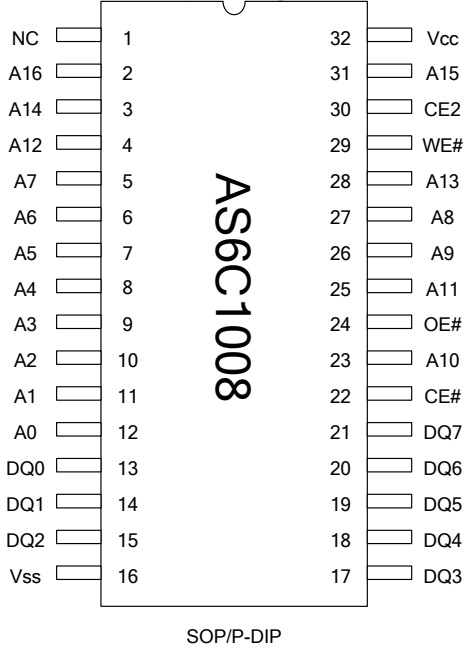 NC 1 32 Vcc
A16 2 31 A15
A14 3 30 CE2
A12 4 29 WE#
A7 5 28 A13
A6 6 27 A8
A5 7 26 A9
A4 8 25 A11
A3 9 24 OE#
A2 10 23 A10
A1 11 22 CE#
A0 12 21 DQ7
DQ0 13 20 DQ6
DQ1 14 19 DQ5
DQ2 15 18 DQ4
Vss 16 17 DQ3
AS6C1008
SOP/P-DIP